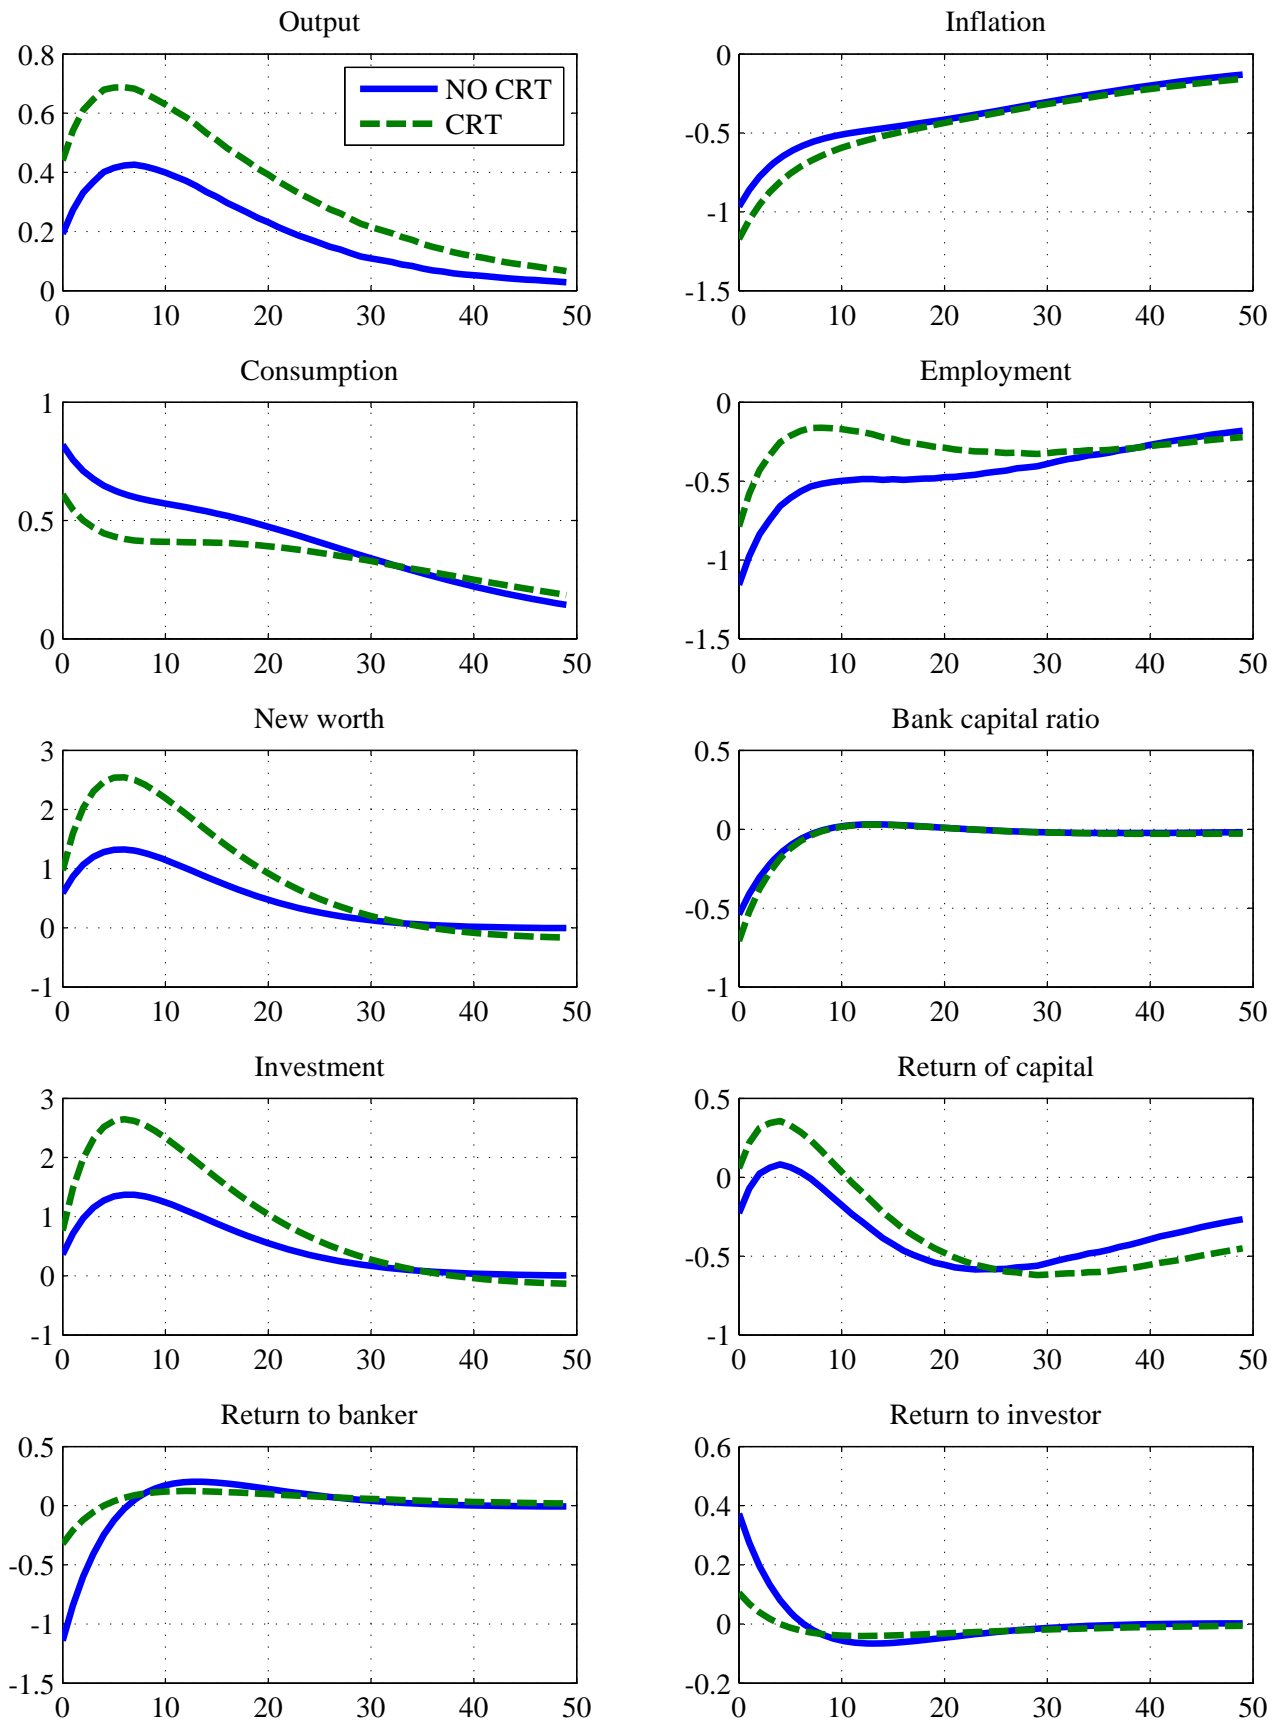 Output
0.8
0.6
0.4
0.2
0
0 10 20 30 40 50
NO CRT
CRT
Inflation
0
-0.5
-1
-1.5
0 10 20 30 40 50
Consumption
1
0.5
0
0 10 20 30 40 50
Employment
0
-0.5
-1
-1.5
0 10 20 30 40 50
New worth
3
2
1
0
-1
0 10 20 30 40 50
Bank capital ratio
0.5
0
-0.5
-1
0 10 20 30 40 50
Investment
3
2
1
0
-1
0 10 20 30 40 50
Return of capital
0.5
0
-0.5
-1
0 10 20 30 40 50
Return to banker
0.5
0
-0.5
-1
-1.5
0 10 20 30 40 50
Return to investor
0.6
0.4
0.2
0
-0.2
0 10 20 30 40 50